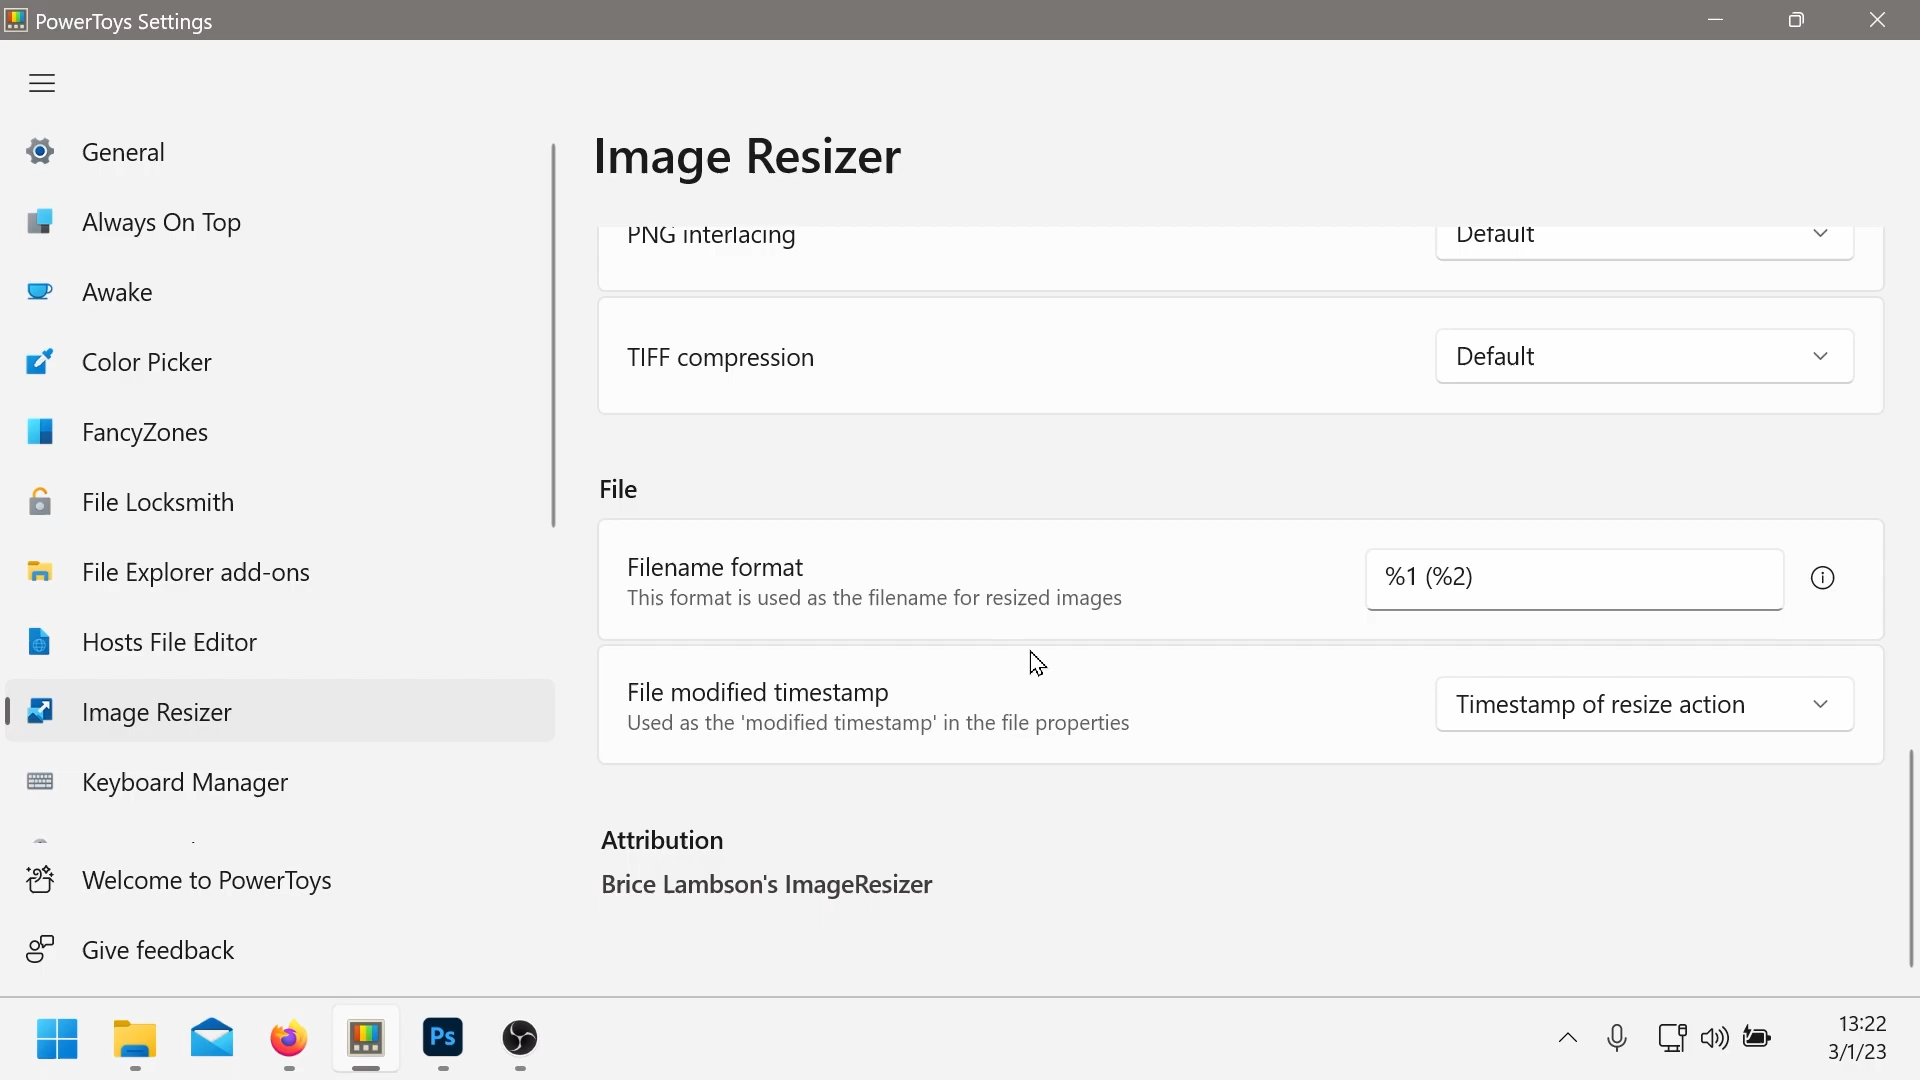 PowerToys Settings
General
Always On Top
Awake
Color Picker
FancyZones
File Locksmith
File Explorer add-ons
Hosts File Editor
Image Resizer
Keyboard Manager
Welcome to PowerToys
Give feedback
Image Resizer
PNG interlacing
Default
TIFF compression
Default
File
Filename format
This format is used as the filename for resized images
%1 (%2)
File modified timestamp
Used as the 'modified timestamp' in the file properties
Timestamp of resize action
Attribution
Brice Lambson's ImageResizer
Ps
13:22
3/1/23